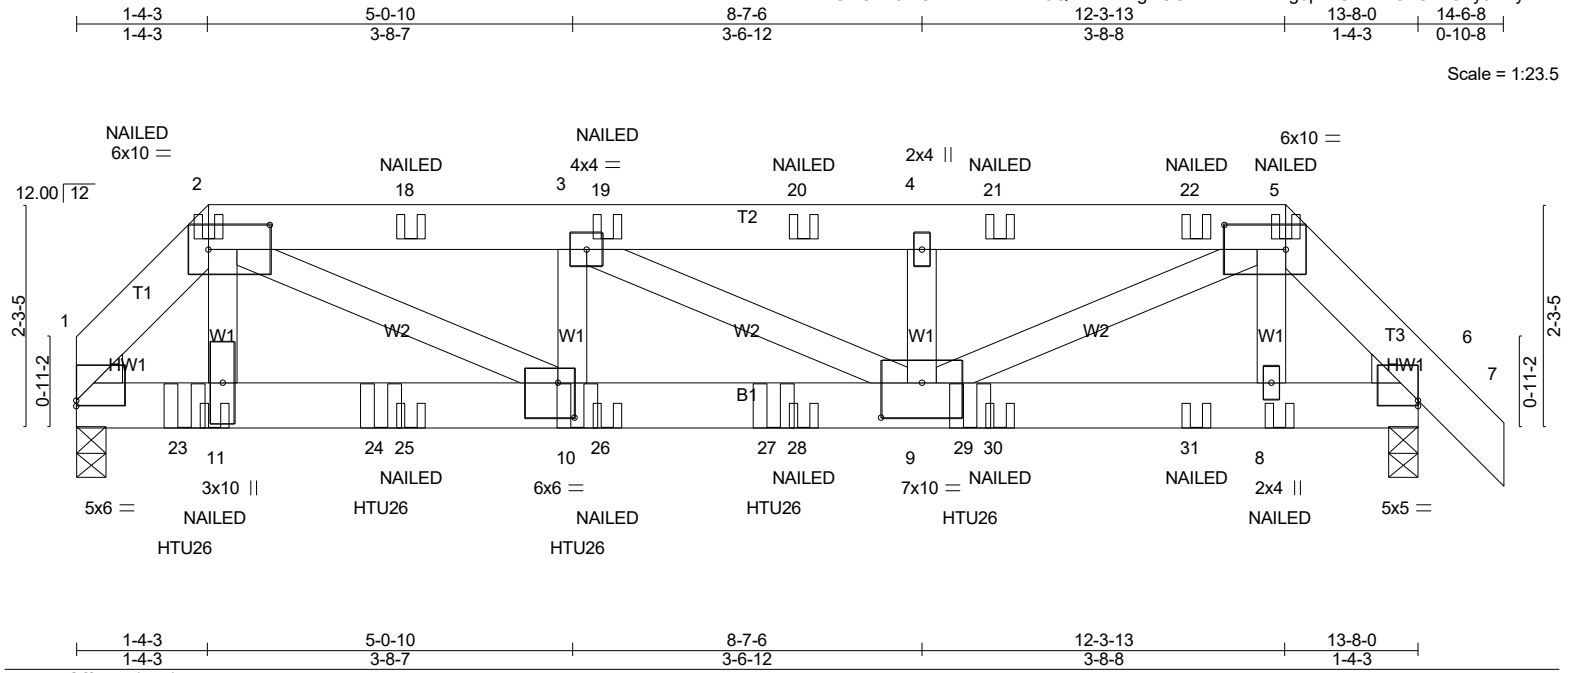 1-4-3 5-0-10 8-7-6 12-3-13 13-8-0 14-6-8
1-4-3 3-8-7 3-6-12 3-8-8 1-4-3 0-10-8
Scale = 1:23.5
NAILED NAILED 6x10 =
6x10 = 4x4 = 2x4 ||
NAILED NAILED NAILED NAILED NAILED
12.00 12 2 18 3 19 20 4 21 22 5
T2
T1
2-3-5 2-3-5
1 W1 W2 W1 W2 W1 W2 W1 T3 6
0-11-2 HW1 HW1 7 0-11-2
B1
23 24 25 26 27 28 29 30 31
11 10 9 8
NAILED NAILED NAILED NAILED
3x10 || 6x6 = 7x10 = 2x4 ||
5x6 = HTU26 HTU26 5x5 =
NAILED NAILED HTU26 NAILED
HTU26 HTU26
1-4-3 5-0-10 8-7-6 12-3-13 13-8-0
1-4-3 3-8-7 3-6-12 3-8-8 1-4-3